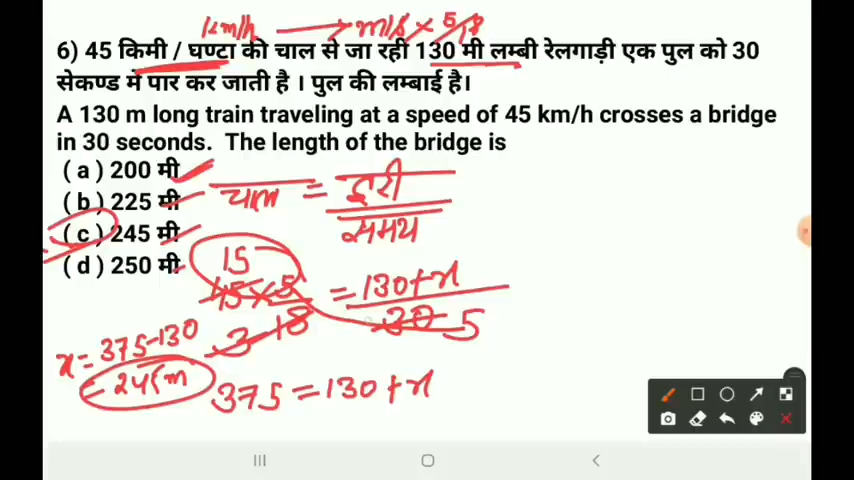 km/h → m/s × 5/18
6) 45 किमी / घण्टा की चाल से जा रही 130 मी लम्बी रेलगाड़ी एक पुल को 30
सेकण्ड में पार कर जाती है । पुल की लम्बाई है।
A 130 m long train traveling at a speed of 45 km/h crosses a bridge
in 30 seconds. The length of the bridge is
( a ) 200 मी
( b ) 225 मी
( c ) 245 मी
( d ) 250 मी
चाल = दूरी
समय
15
45 × 5 = 130 + x
3 18 30 5
x = 375 - 130
= 245 m
375 = 130 + x